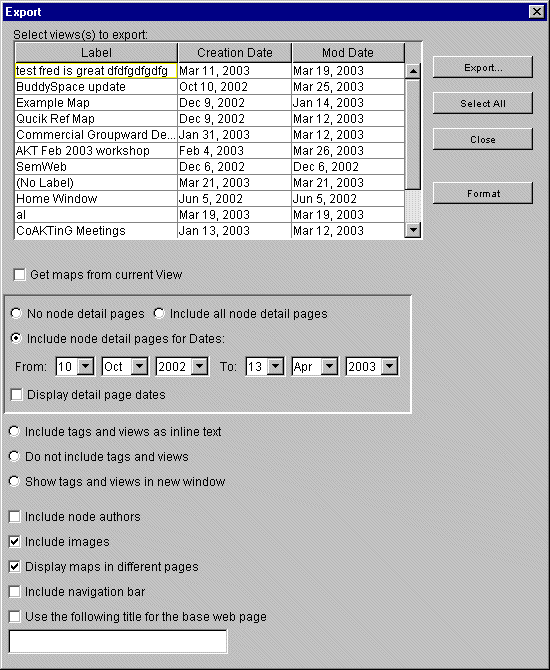 Export
Select views(s) to export:
Label Creation Date Mod Date
test fred is great dfdfgdfgdfg Mar 11, 2003 Mar 19, 2003
BuddySpace update Oct 10, 2002 Mar 25, 2003
Example Map Dec 9, 2002 Jan 14, 2003
Qucik Ref Map Dec 9, 2002 Mar 12, 2003
Commercial Groupward De... Jan 31, 2003 Mar 12, 2003
AKT Feb 2003 workshop Feb 4, 2003 Mar 26, 2003
SemWeb Dec 6, 2002 Dec 6, 2002
(No Label) Mar 21, 2003 Mar 21, 2003
Home Window Jun 5, 2002 Jun 5, 2002
al Mar 19, 2003 Mar 19, 2003
CoAKTinG Meetings Jan 13, 2003 Mar 12, 2003
Export...
Select All
Close
Format
Get maps from current View
No node detail pages Include all node detail pages
Include node detail pages for Dates:
From: 10 Oct 2002 To: 13 Apr 2003
Display detail page dates
Include tags and views as inline text
Do not include tags and views
Show tags and views in new window
Include node authors
Include images
Display maps in different pages
Include navigation bar
Use the following title for the base web page